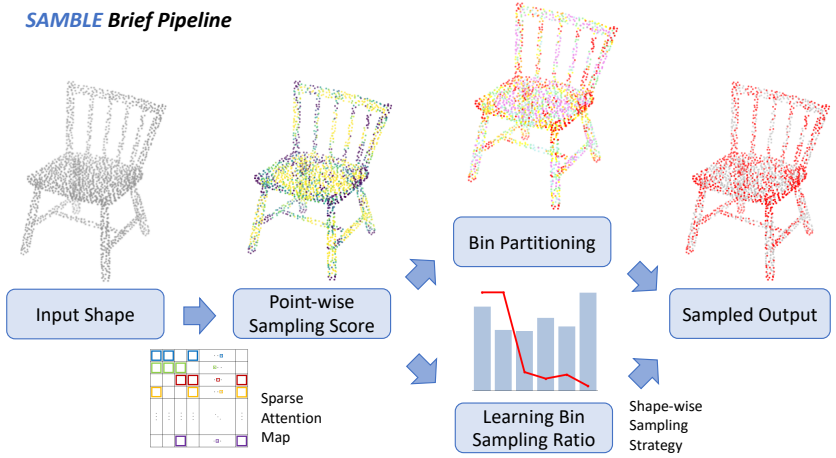 SAMBLE Brief Pipeline
Input Shape
Point-wise
Sampling Score
Bin Partitioning
Learning Bin
Sampling Ratio
Sampled Output
Sparse
Attention
Map
Shape-wise
Sampling
Strategy